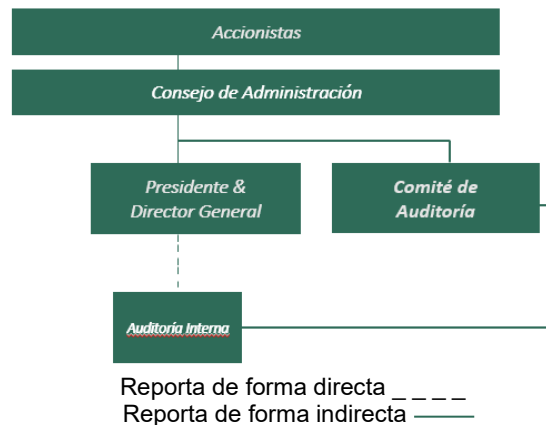 Accionistas
Consejo de Administración
Presidente &
Director General
Comité de
Auditoría
Auditoría Interna
Reporta de forma directa _ _ _ _
Reporta de forma indirecta ———